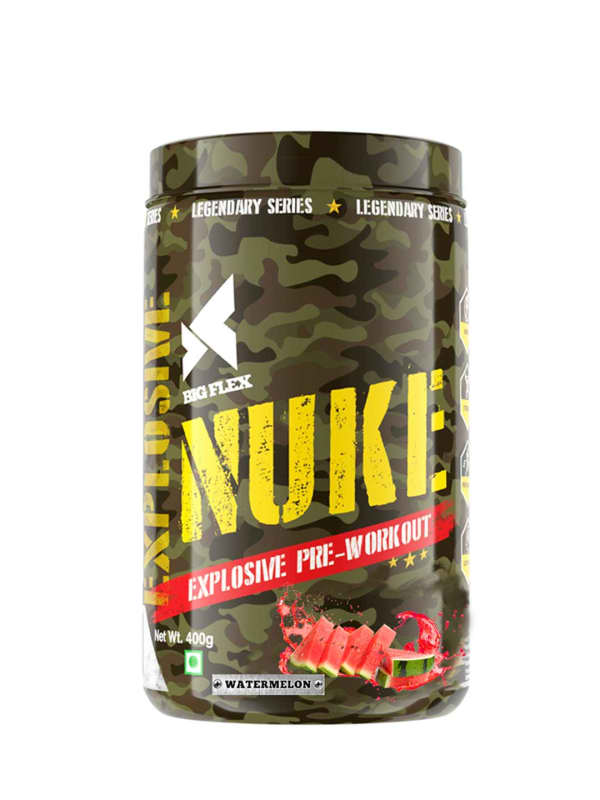 SERIES ★ LEGENDARY SERIES ★ LEGENDARY SERIES ★
EXPLOSIVE
BIG FLEX
NUKE
EXPLOSIVE PRE-WORKOUT
Net Wt. 400g
WATERMELON